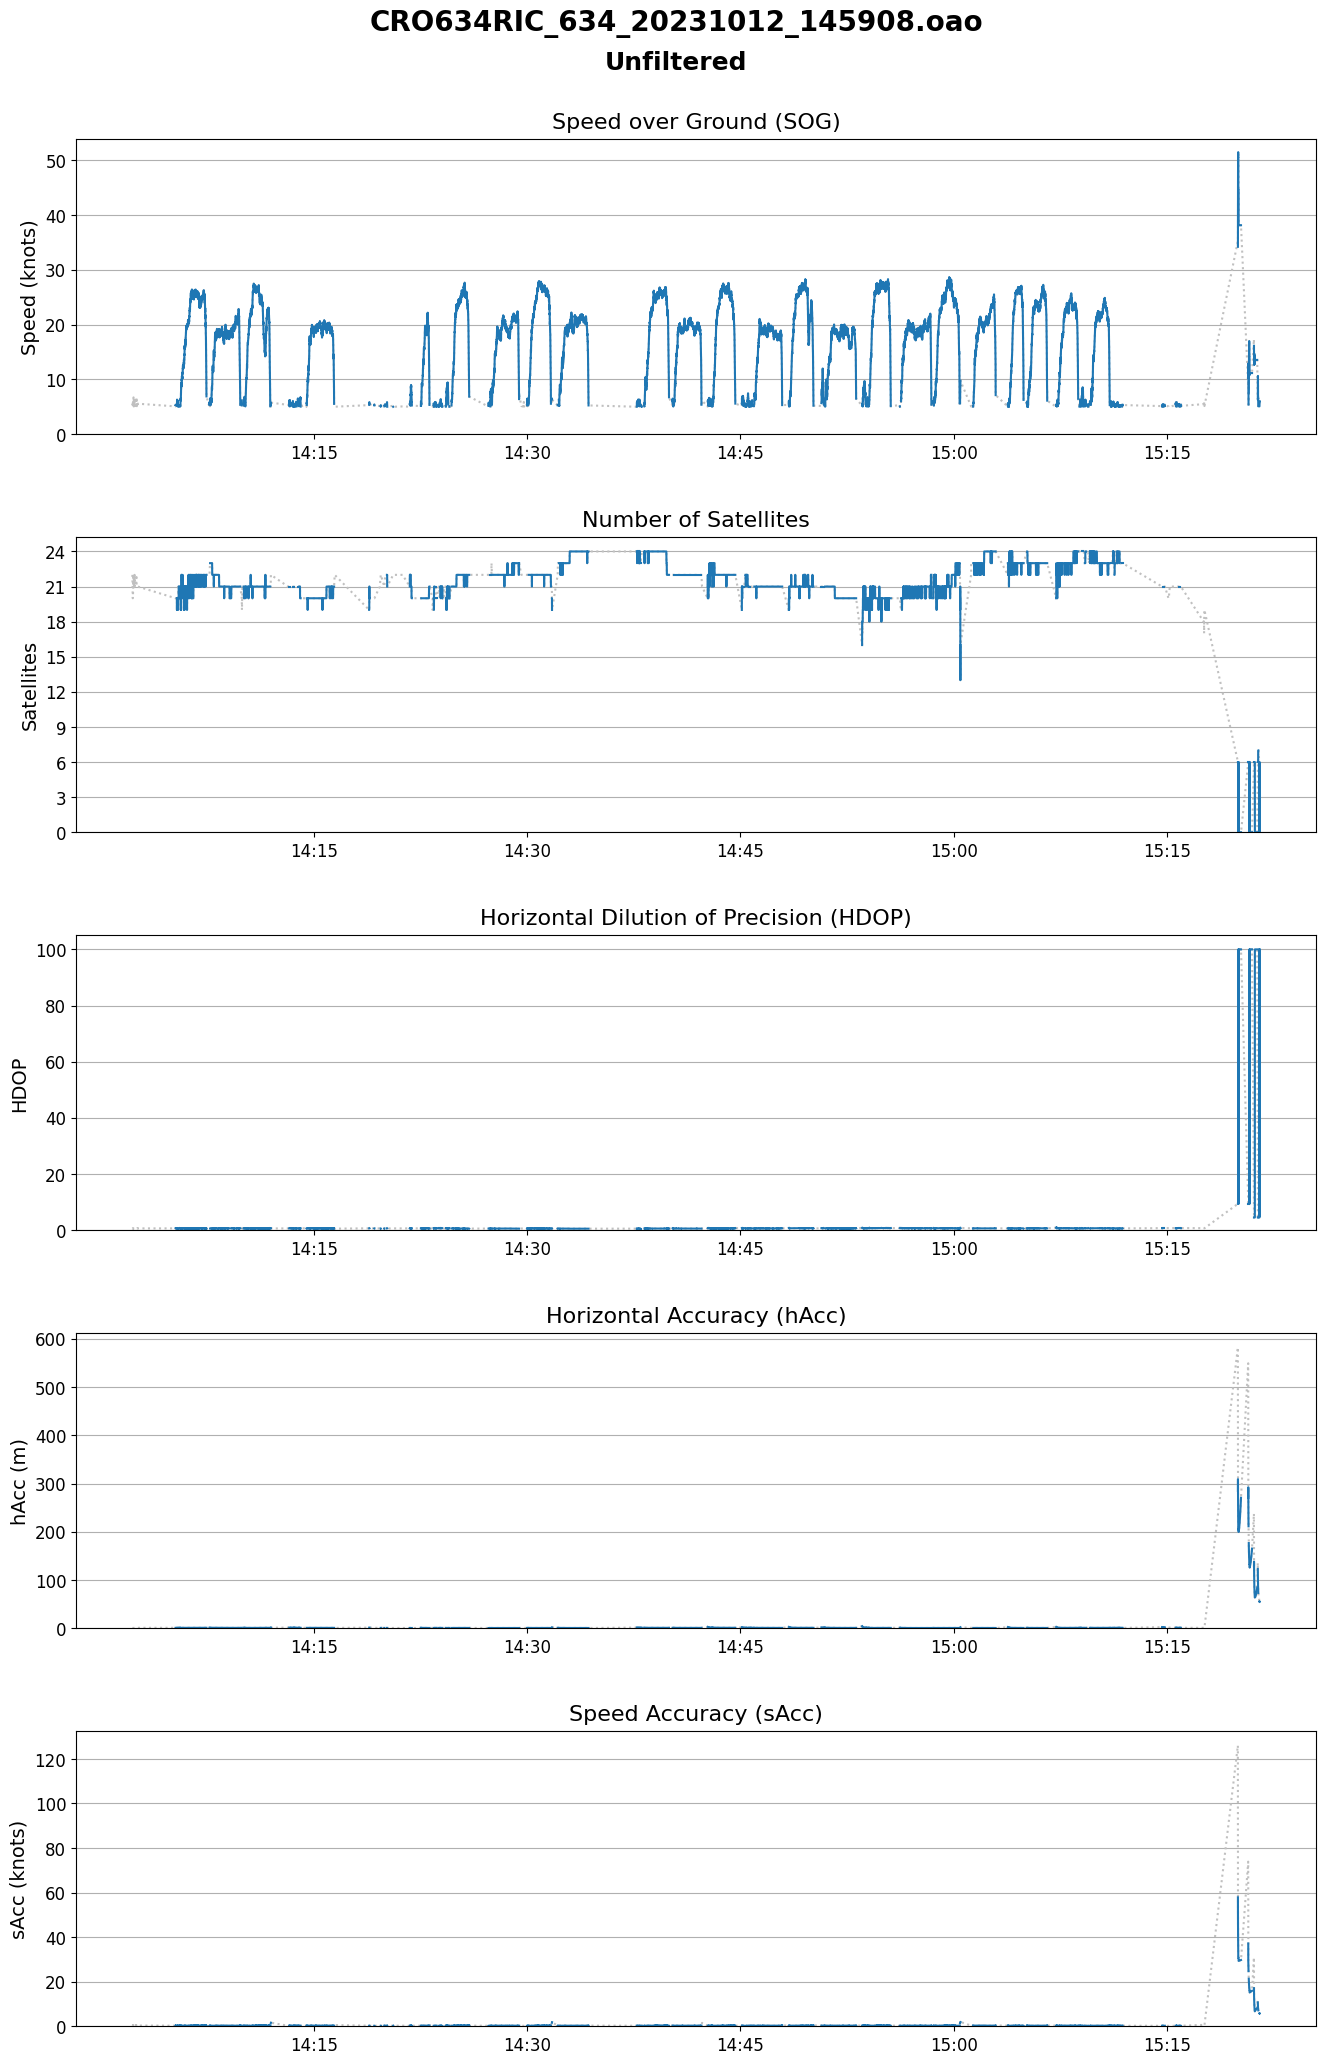 CRO634RIC_634_20231012_145908.oao
Unfiltered
Speed over Ground (SOG)
Speed (knots)
50
40
30
20
10
0
14:15 14:30 14:45 15:00 15:15
Number of Satellites
Satellites
24
21
18
15
12
9
6
3
0
14:15 14:30 14:45 15:00 15:15
Horizontal Dilution of Precision (HDOP)
HDOP
100
80
60
40
20
0
14:15 14:30 14:45 15:00 15:15
Horizontal Accuracy (hAcc)
hAcc (m)
600
500
400
300
200
100
0
14:15 14:30 14:45 15:00 15:15
Speed Accuracy (sAcc)
sAcc (knots)
120
100
80
60
40
20
0
14:15 14:30 14:45 15:00 15:15